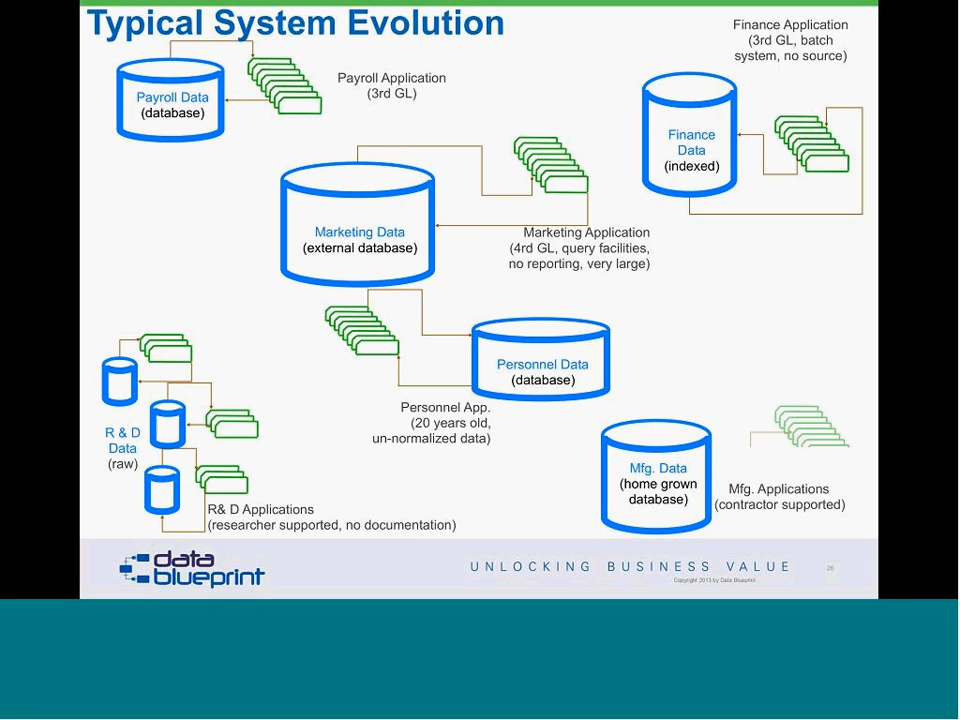 Typical System Evolution
Finance Application
(3rd GL, batch
system, no source)
Payroll Application
(3rd GL)
Payroll Data
(database)
Finance
Data
(indexed)
Marketing Data
(external database)
Marketing Application
(4rd GL, query facilities,
no reporting, very large)
Personnel Data
(database)
Personnel App.
(20 years old,
un-normalized data)
R & D
Data
(raw)
Mfg. Data
(home grown
database)
Mfg. Applications
(contractor supported)
R& D Applications
(researcher supported, no documentation)
data
blueprint
UNLOCKING BUSINESS VALUE
26
Copyright 2013 by Data Blueprint